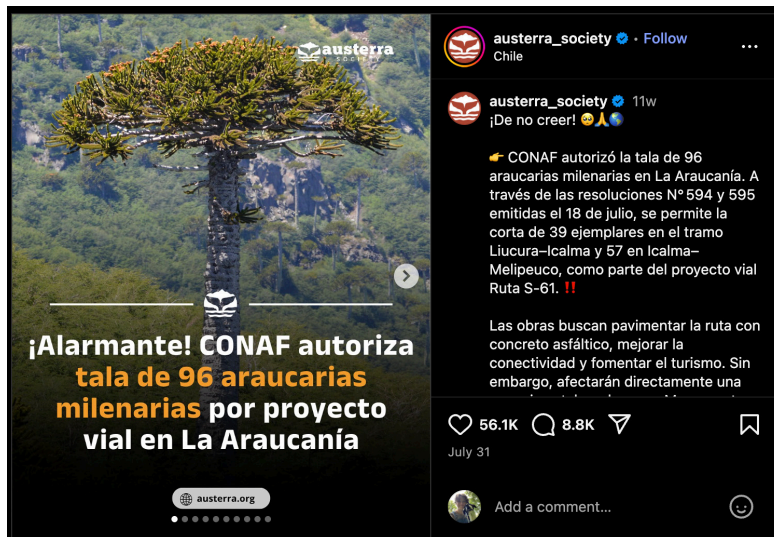 austerra
SOCIETY
¡Alarmante! CONAF autoriza
tala de 96 araucarias
milenarias por proyecto
vial en La Araucanía
austerra.org
austerra_society • Follow
Chile
austerra_society 11w
¡De no creer! 🥺🙏🌎
👉 CONAF autorizó la tala de 96
araucarias milenarias en La Araucanía. A
través de las resoluciones N° 594 y 595
emitidas el 18 de julio, se permite la
corta de 39 ejemplares en el tramo
Liucura–Icalma y 57 en Icalma–
Melipeuco, como parte del proyecto vial
Ruta S-61. ‼️
Las obras buscan pavimentar la ruta con
concreto asfáltico, mejorar la
conectividad y fomentar el turismo. Sin
embargo, afectarán directamente una
56.1K 8.8K
July 31
Add a comment...